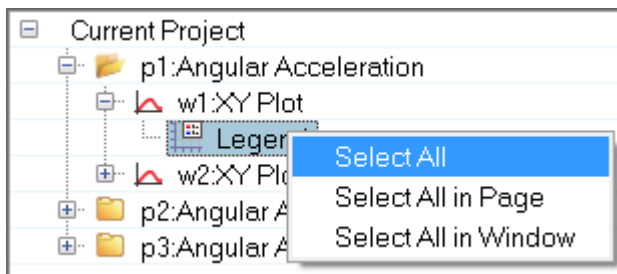 Current Project
p1:Angular Acceleration
w1:XY Plot
Legen
Select All
w2:XY Plo
Select All in Page
p2:Angular A
Select All in Window
p3:Angular A